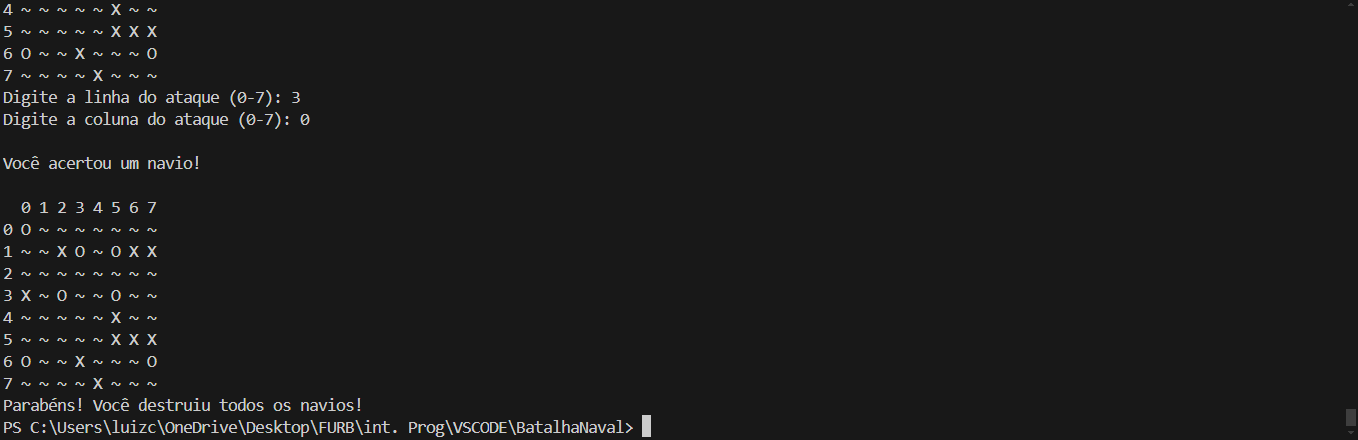 4 ~ ~ ~ ~ ~ X ~ ~
5 ~ ~ ~ ~ ~ X X X
6 O ~ ~ X ~ ~ ~ O
7 ~ ~ ~ ~ X ~ ~ ~
Digite a linha do ataque (0-7): 3
Digite a coluna do ataque (0-7): 0
Você acertou um navio!
  0 1 2 3 4 5 6 7
0 O ~ ~ ~ ~ ~ ~ ~
1 ~ ~ X O ~ O X X
2 ~ ~ ~ ~ ~ ~ ~ ~
3 X ~ O ~ ~ O ~ ~
4 ~ ~ ~ ~ ~ X ~ ~
5 ~ ~ ~ ~ ~ X X X
6 O ~ ~ X ~ ~ ~ O
7 ~ ~ ~ ~ X ~ ~ ~
Parabéns! Você destruiu todos os navios!
PS C:\Users\luizc\OneDrive\Desktop\FURB\int. Prog\VSCODE\BatalhaNaval>